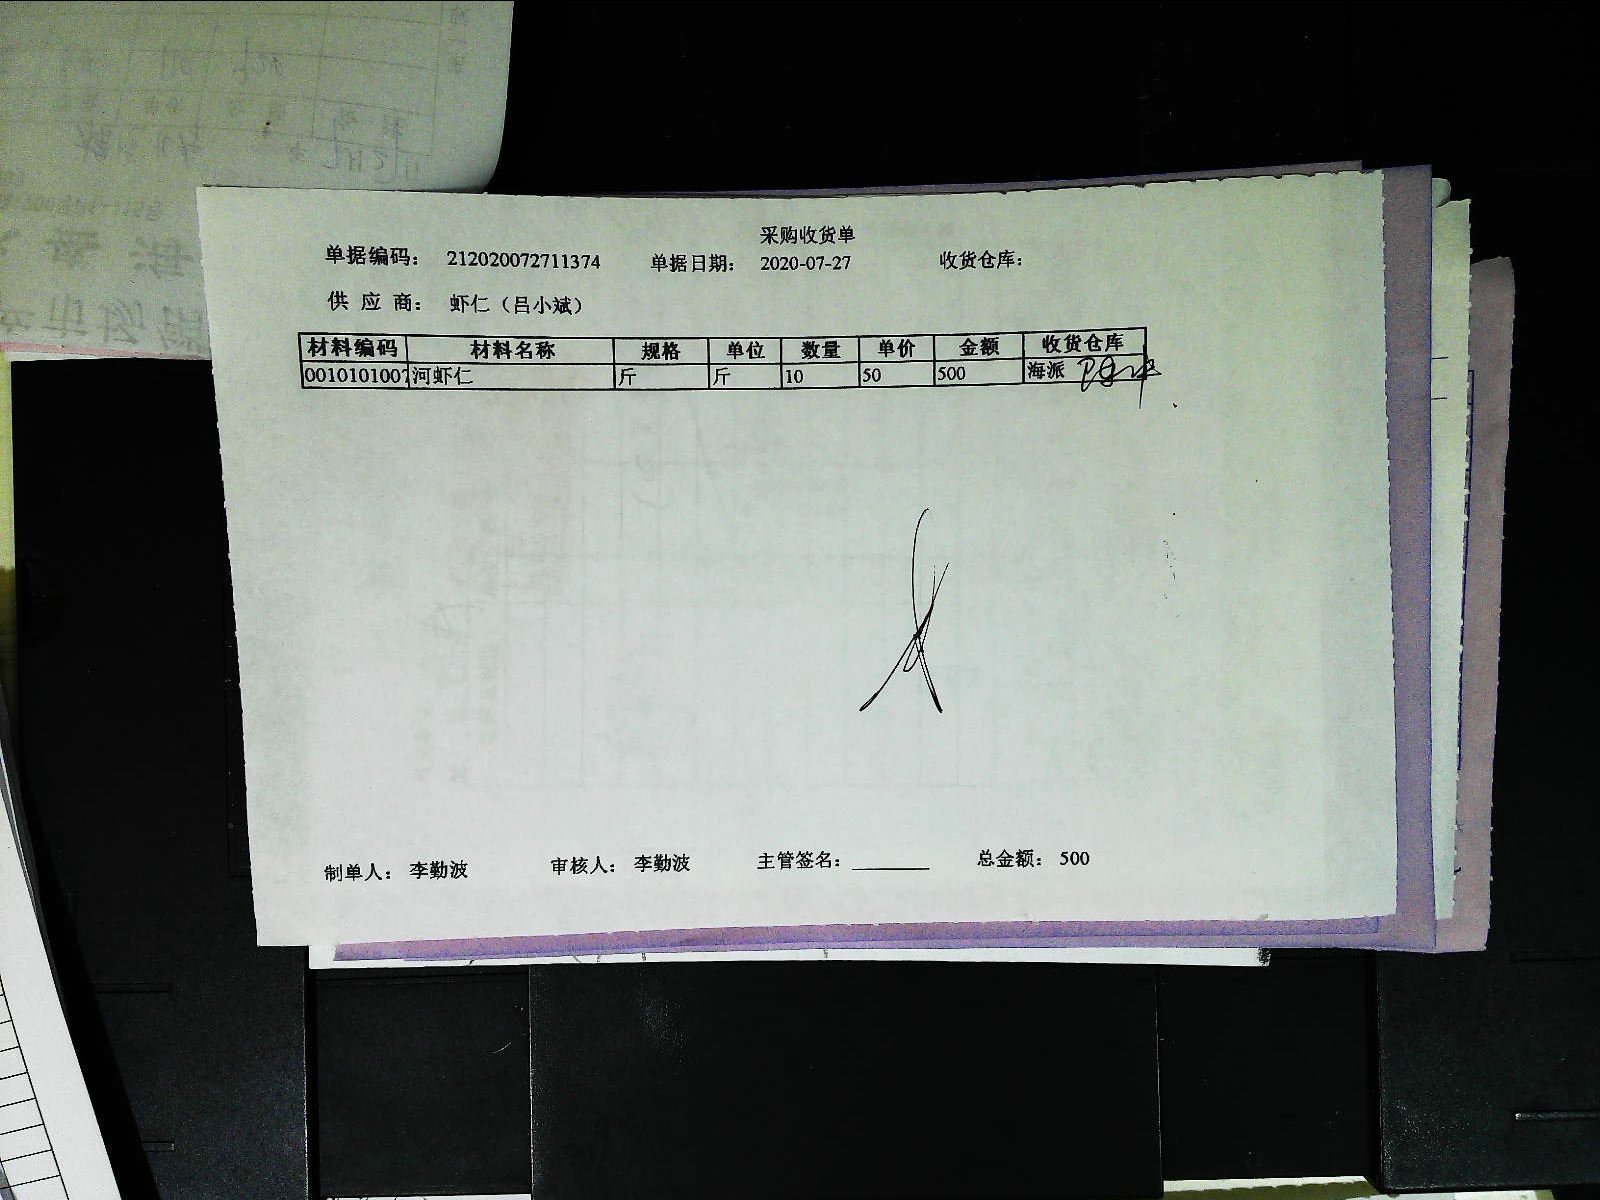 采购收货单
单据编码： 212020072711374 单据日期： 2020-07-27 收货仓库：
供 应 商： 虾仁（吕小斌）
材料编码 材料名称 规格 单位 数量 单价 金额 收货仓库
0010101007 河虾仁 斤 斤 10 50 500 海派
制单人： 李勤波 审核人： 李勤波 主管签名： 总金额： 500